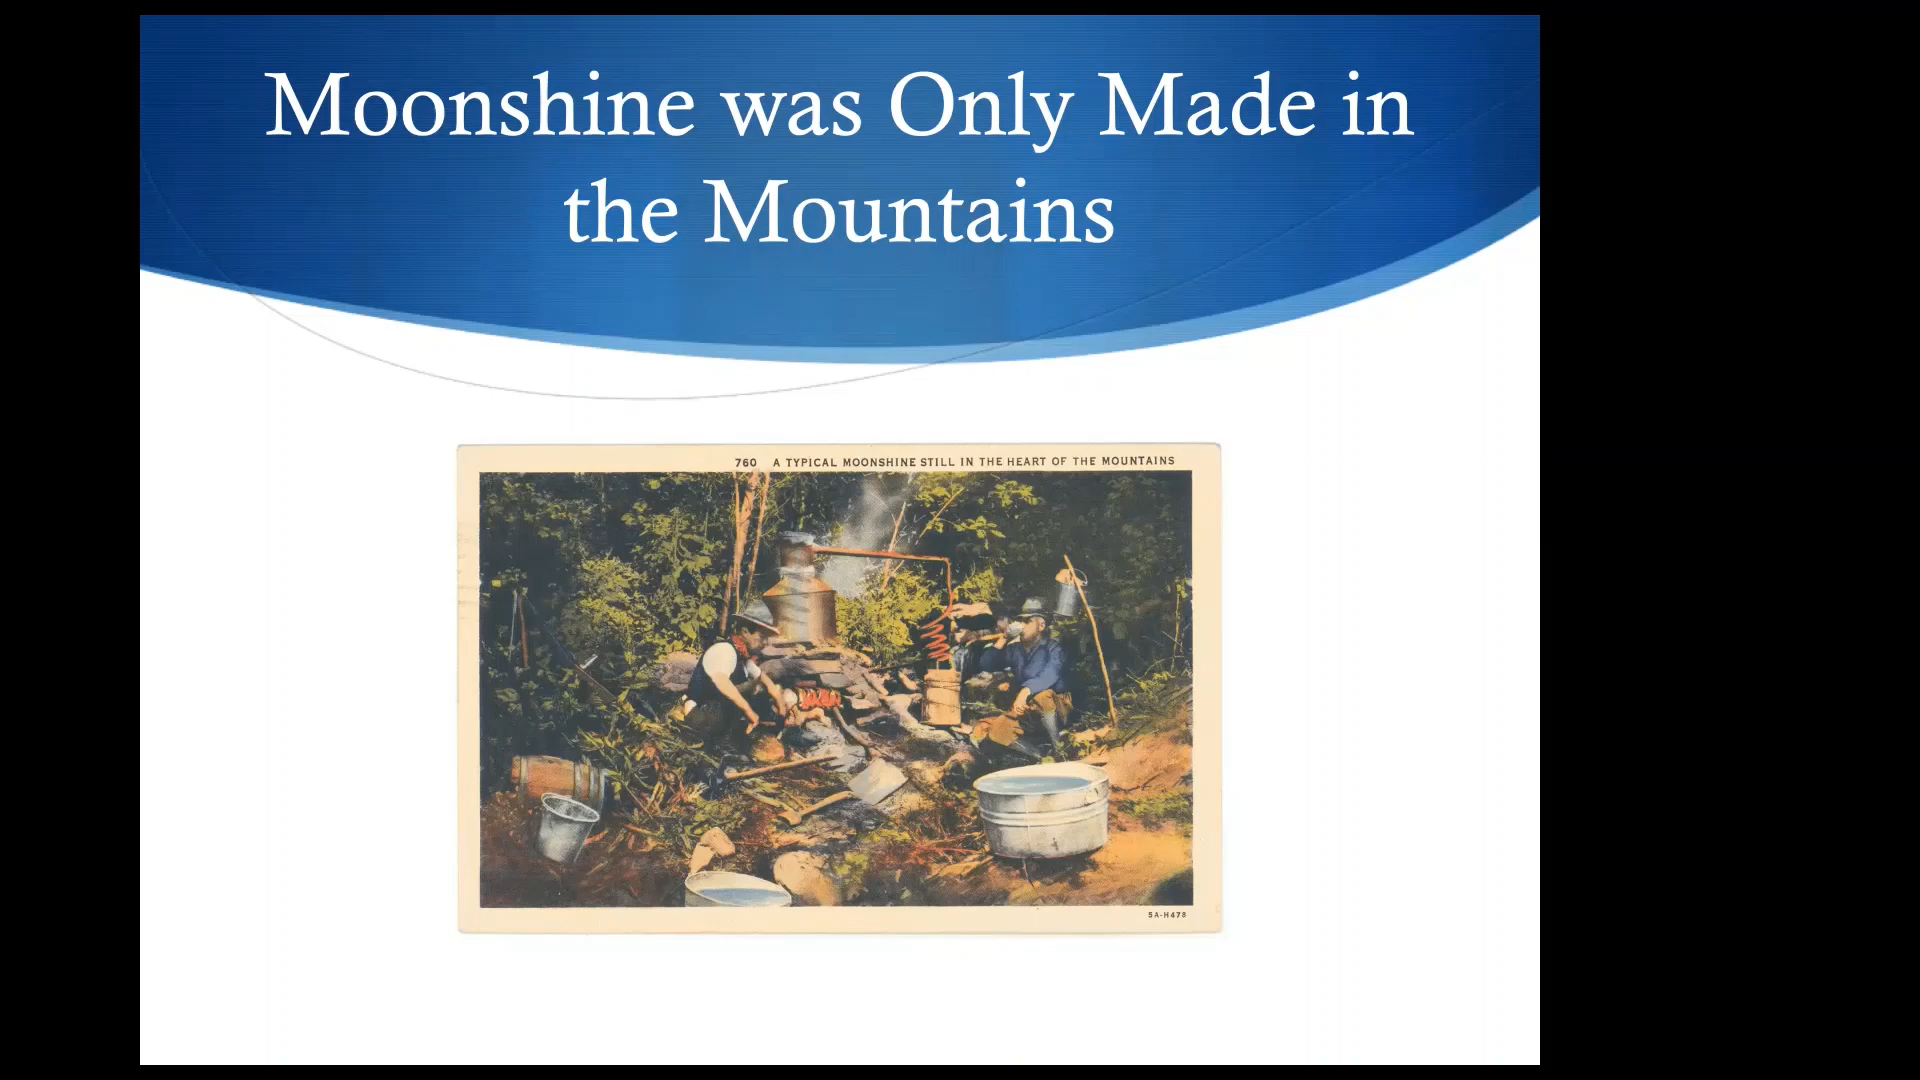 Moonshine was Only Made in
the Mountains
760 A TYPICAL MOONSHINE STILL IN THE HEART OF THE MOUNTAINS
5A-H478